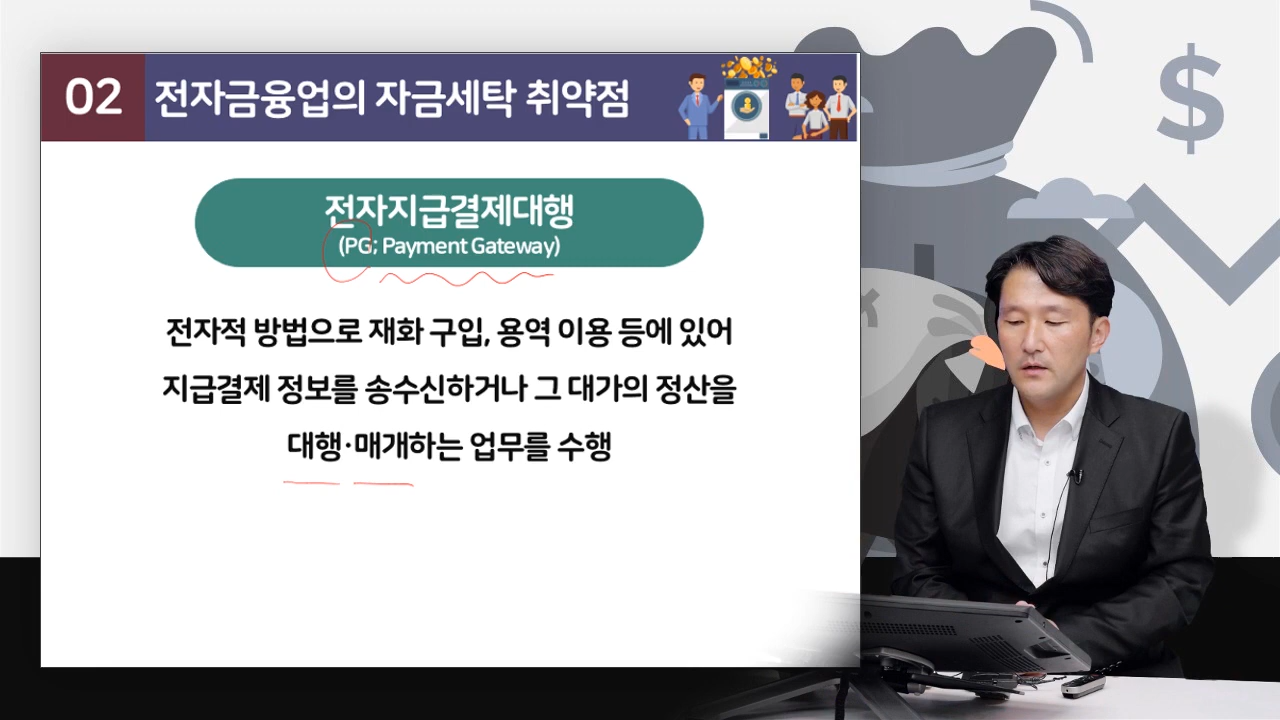 02 전자금융업의 자금세탁 취약점
전자지급결제대행
(PG; Payment Gateway)
전자적 방법으로 재화 구입, 용역 이용 등에 있어
지급결제 정보를 송수신하거나 그 대가의 정산을
대행·매개하는 업무를 수행
$